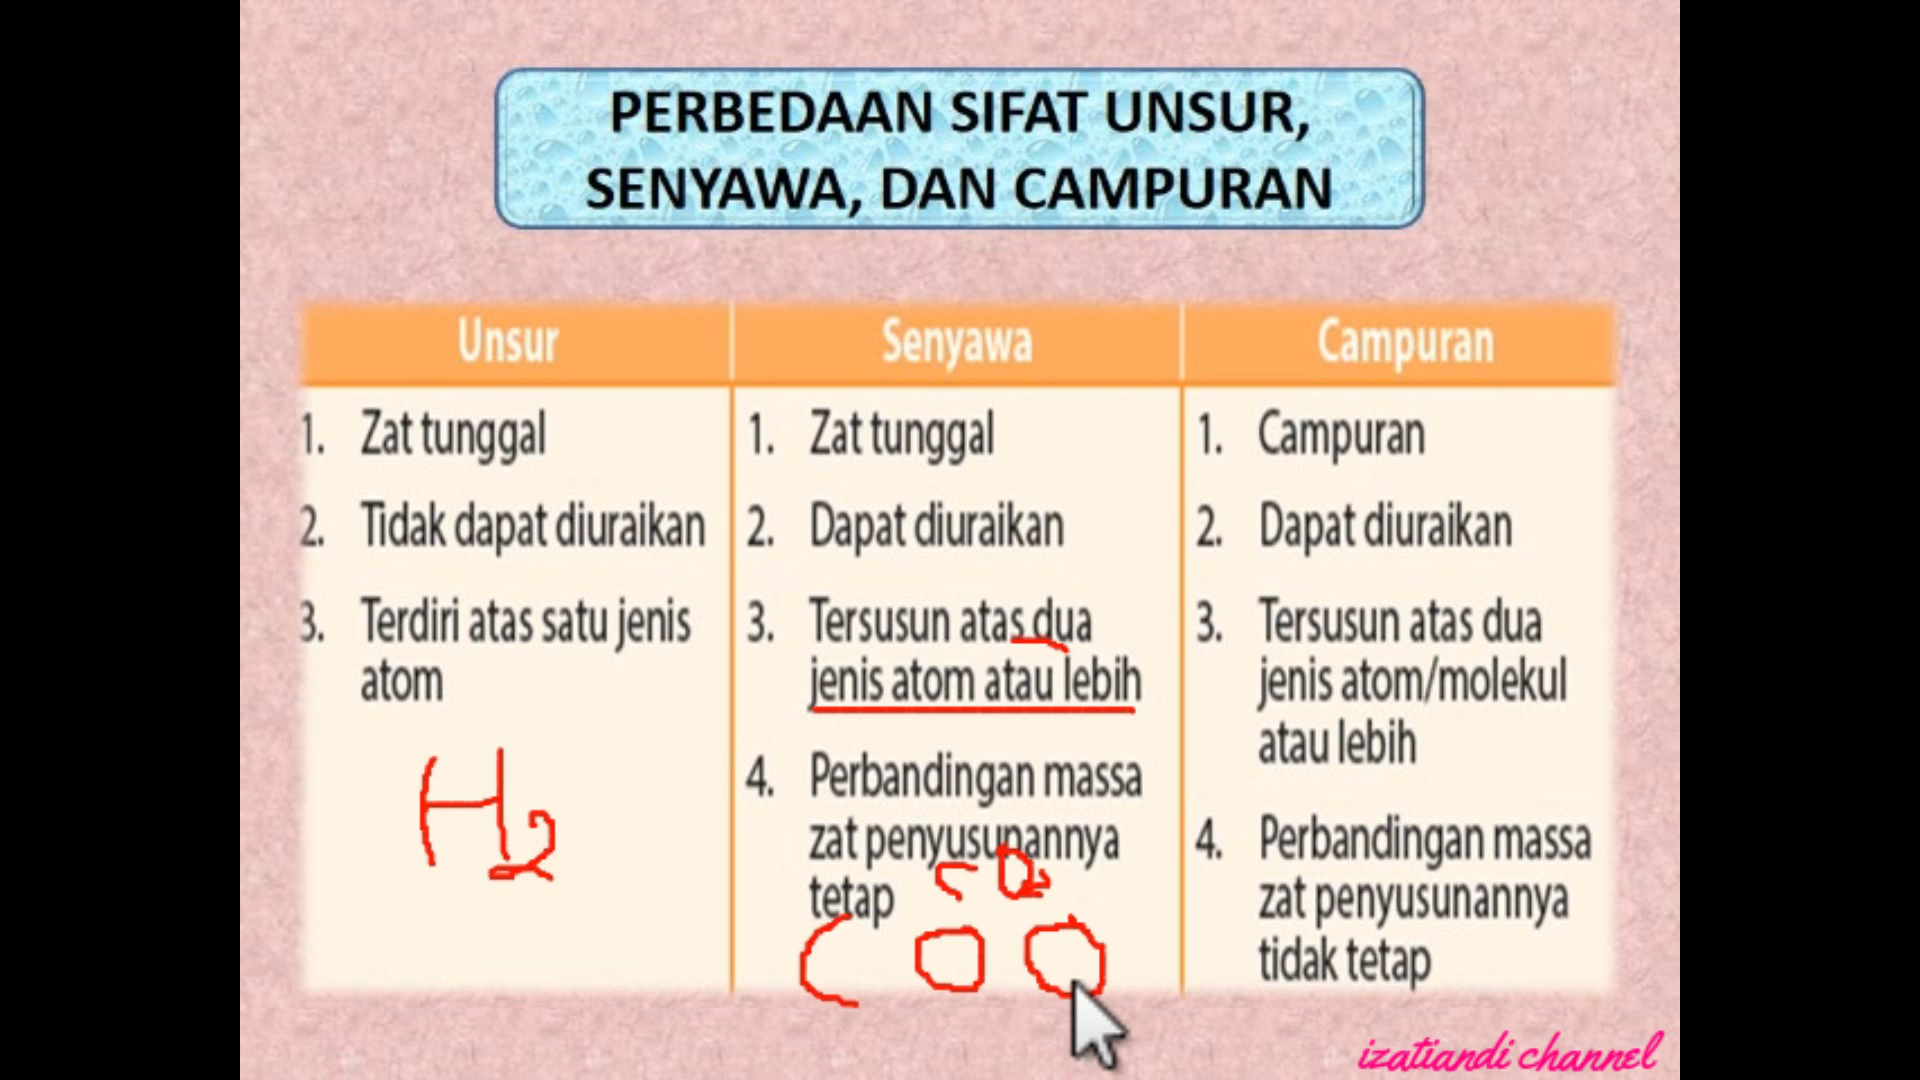 PERBEDAAN SIFAT UNSUR,
SENYAWA, DAN CAMPURAN
Unsur
1. Zat tunggal
2. Tidak dapat diuraikan
3. Terdiri atas satu jenis
atom
H2
Senyawa
1. Zat tunggal
2. Dapat diuraikan
3. Tersusun atas dua
jenis atom atau lebih
4. Perbandingan massa
zat penyusunannya
tetap
CO2
C O O
Campuran
1. Campuran
2. Dapat diuraikan
3. Tersusun atas dua
jenis atom/molekul
atau lebih
4. Perbandingan massa
zat penyusunannya
tidak tetap
izatiandi channel